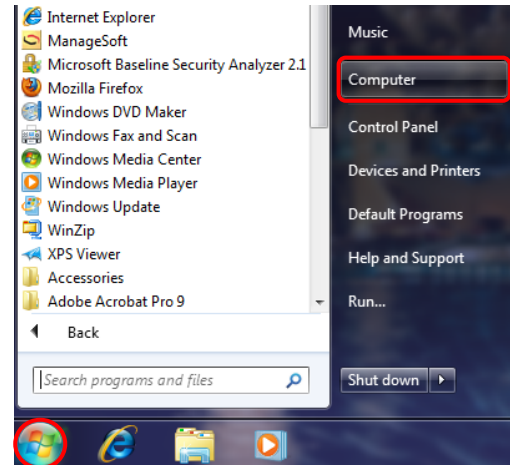 Internet Explorer
ManageSoft
Microsoft Baseline Security Analyzer 2.1
Mozilla Firefox
Windows DVD Maker
Windows Fax and Scan
Windows Media Center
Windows Media Player
Windows Update
WinZip
XPS Viewer
Accessories
Adobe Acrobat Pro 9
Back
Search programs and files
Music
Computer
Control Panel
Devices and Printers
Default Programs
Help and Support
Run...
Shut down